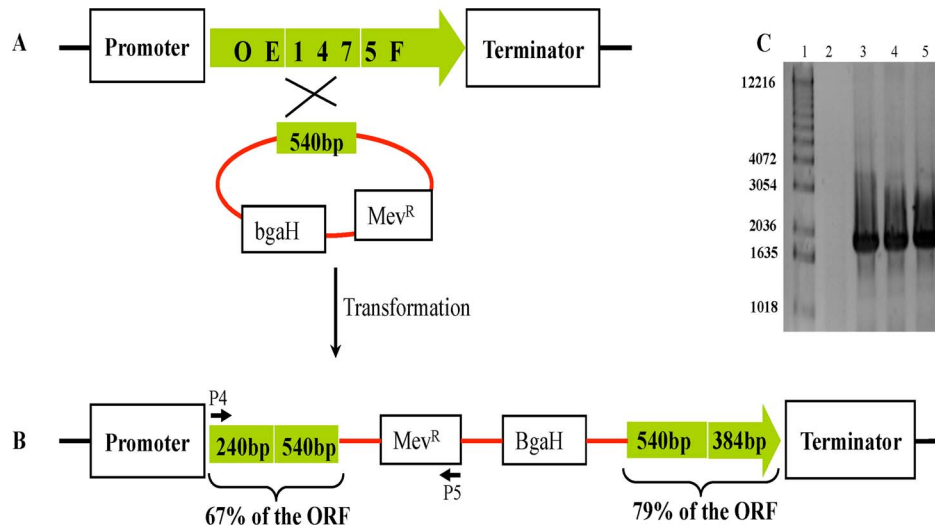 A
Promoter
O E 1 4 7 5 F
Terminator
540bp
bgaH
Mev^R
Transformation
C
1 2 3 4 5
12216
4072
3054
2036
1635
1018
B
Promoter
P4
240bp 540bp
Mev^R
P5
BgaH
540bp 384bp
Terminator
67% of the ORF
79% of the ORF